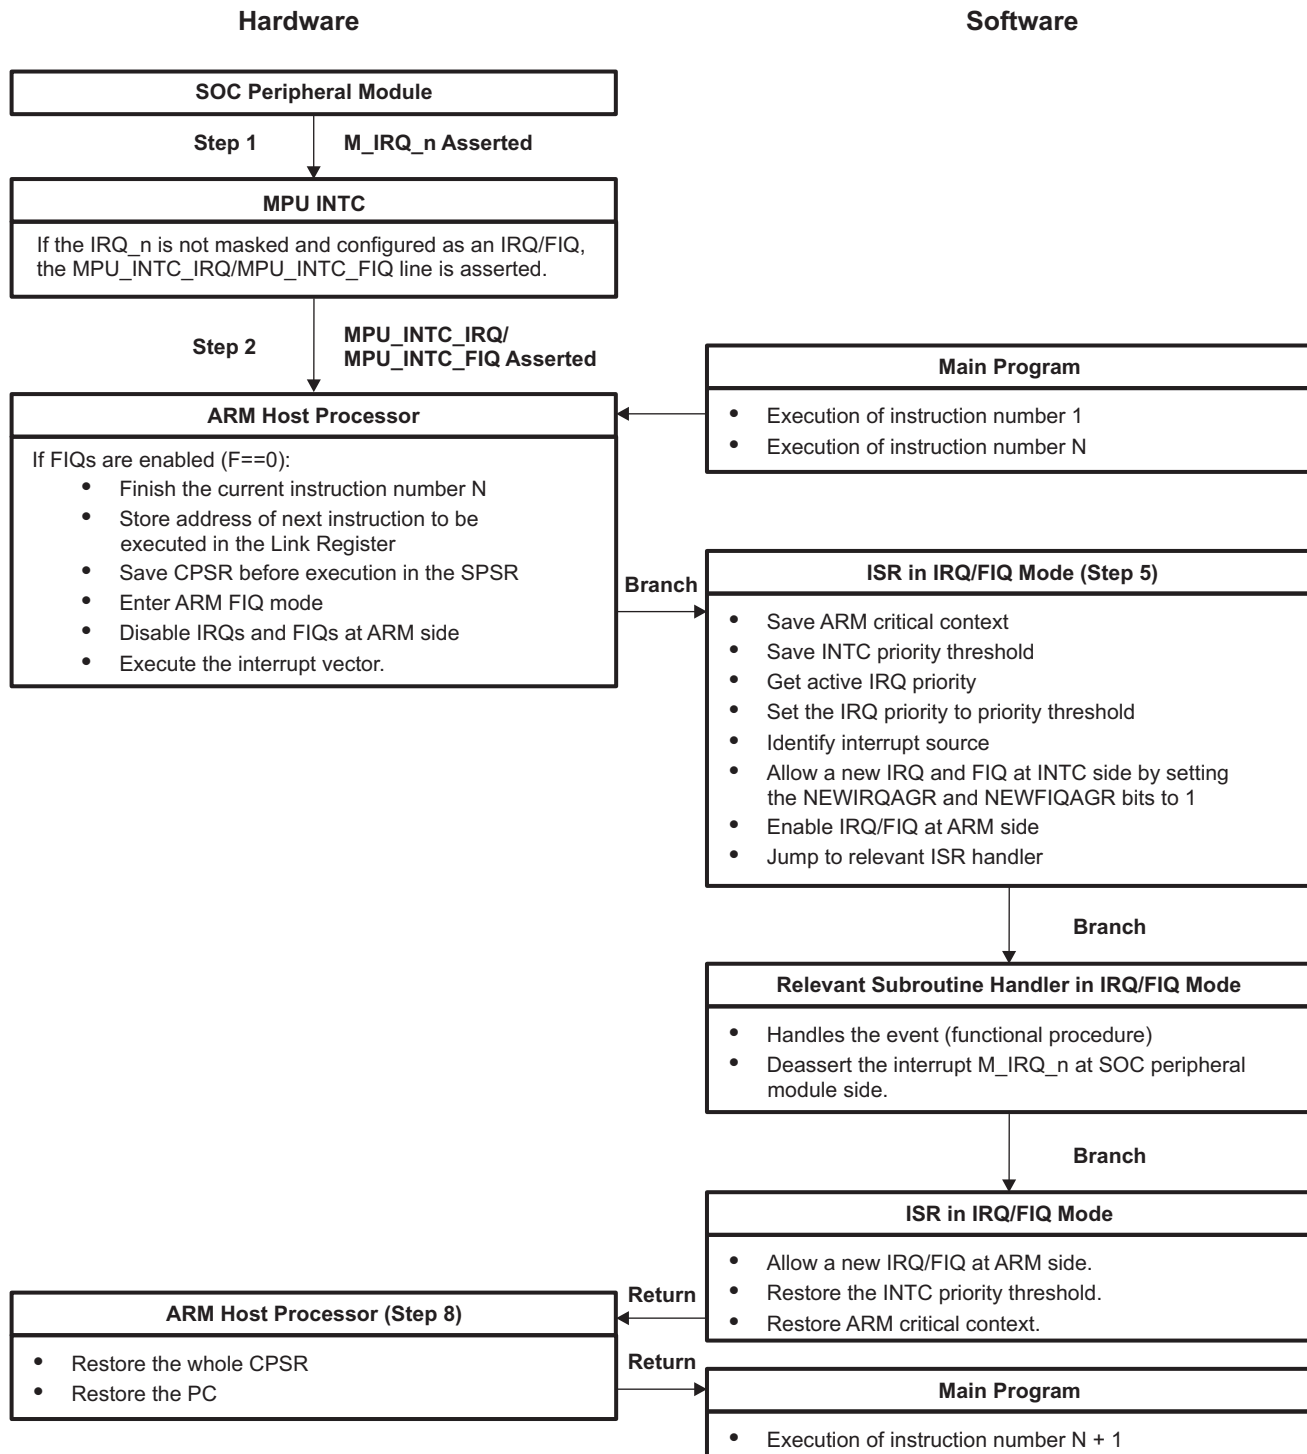 Hardware
Software
SOC Peripheral Module
Step 1
M_IRQ_n Asserted
MPU INTC
If the IRQ_n is not masked and configured as an IRQ/FIQ,
the MPU_INTC_IRQ/MPU_INTC_FIQ line is asserted.
Step 2
MPU_INTC_IRQ/
MPU_INTC_FIQ Asserted
Main Program
• Execution of instruction number 1
• Execution of instruction number N
ARM Host Processor
If FIQs are enabled (F==0):
• Finish the current instruction number N
• Store address of next instruction to be
executed in the Link Register
• Save CPSR before execution in the SPSR
• Enter ARM FIQ mode
• Disable IRQs and FIQs at ARM side
• Execute the interrupt vector.
Branch
ISR in IRQ/FIQ Mode (Step 5)
• Save ARM critical context
• Save INTC priority threshold
• Get active IRQ priority
• Set the IRQ priority to priority threshold
• Identify interrupt source
• Allow a new IRQ and FIQ at INTC side by setting
the NEWIRQAGR and NEWFIQAGR bits to 1
• Enable IRQ/FIQ at ARM side
• Jump to relevant ISR handler
Branch
Relevant Subroutine Handler in IRQ/FIQ Mode
• Handles the event (functional procedure)
• Deassert the interrupt M_IRQ_n at SOC peripheral
module side.
Branch
ISR in IRQ/FIQ Mode
• Allow a new IRQ/FIQ at ARM side.
• Restore the INTC priority threshold.
• Restore ARM critical context.
Return
ARM Host Processor (Step 8)
• Restore the whole CPSR
• Restore the PC
Return
Main Program
• Execution of instruction number N + 1